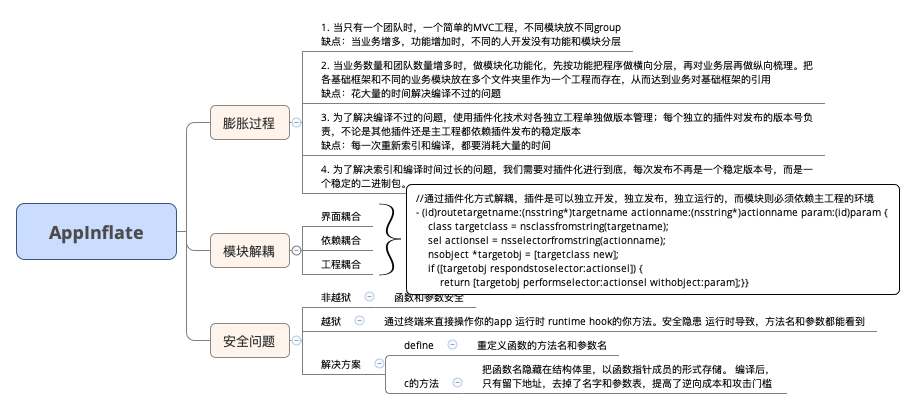 AppInflate
膨胀过程
1. 当只有一个团队时，一个简单的MVC工程，不同模块放不同group
缺点：当业务增多，功能增加时，不同的人开发没有功能和模块分层
2. 当业务数量和团队数量增多时，做模块化功能化，先按功能把程序做横向分层，再对业务层再做纵向梳理。把
各基础框架和不同的业务模块放在多个文件夹里作为一个工程而存在，从而达到业务对基础框架的引用
缺点：花大量的时间解决编译不过的问题
3. 为了解决编译不过的问题，使用插件化技术对各独立工程单独做版本管理；每个独立的插件对发布的版本号负
责，不论是其他插件还是主工程都依赖插件发布的稳定版本
缺点：每一次重新索引和编译，都要消耗大量的时间
4. 为了解决索引和编译时间过长的问题，我们需要对插件化进行到底，每次发布不再是一个稳定版本号，而是一
个稳定的二进制包。
模块解耦
界面耦合
依赖耦合
工程耦合
//通过插件化方式解耦，插件是可以独立开发，独立发布，独立运行的，而模块则必须依赖主工程的环境
- (id)routetargetname:(nsstring*)targetname actionname:(nsstring*)actionname param:(id)param {
class targetclass = nsclassfromstring(targetname);
sel actionsel = nsselectorfromstring(actionname);
nsobject *targetobj = [targetclass new];
if ([targetobj respondstoselector:actionsel]) {
return [targetobj performselector:actionsel withobject:param];}}
安全问题
非越狱
函数和参数安全
越狱
通过终端来直接操作你的app 运行时 runtime hook的你方法。安全隐患 运行时导致，方法名和参数都能看到
解决方案
define
重定义函数的方法名和参数名
c的方法
把函数名隐藏在结构体里，以函数指针成员的形式存储。 编译后，
只有留下地址，去掉了名字和参数表，提高了逆向成本和攻击门槛